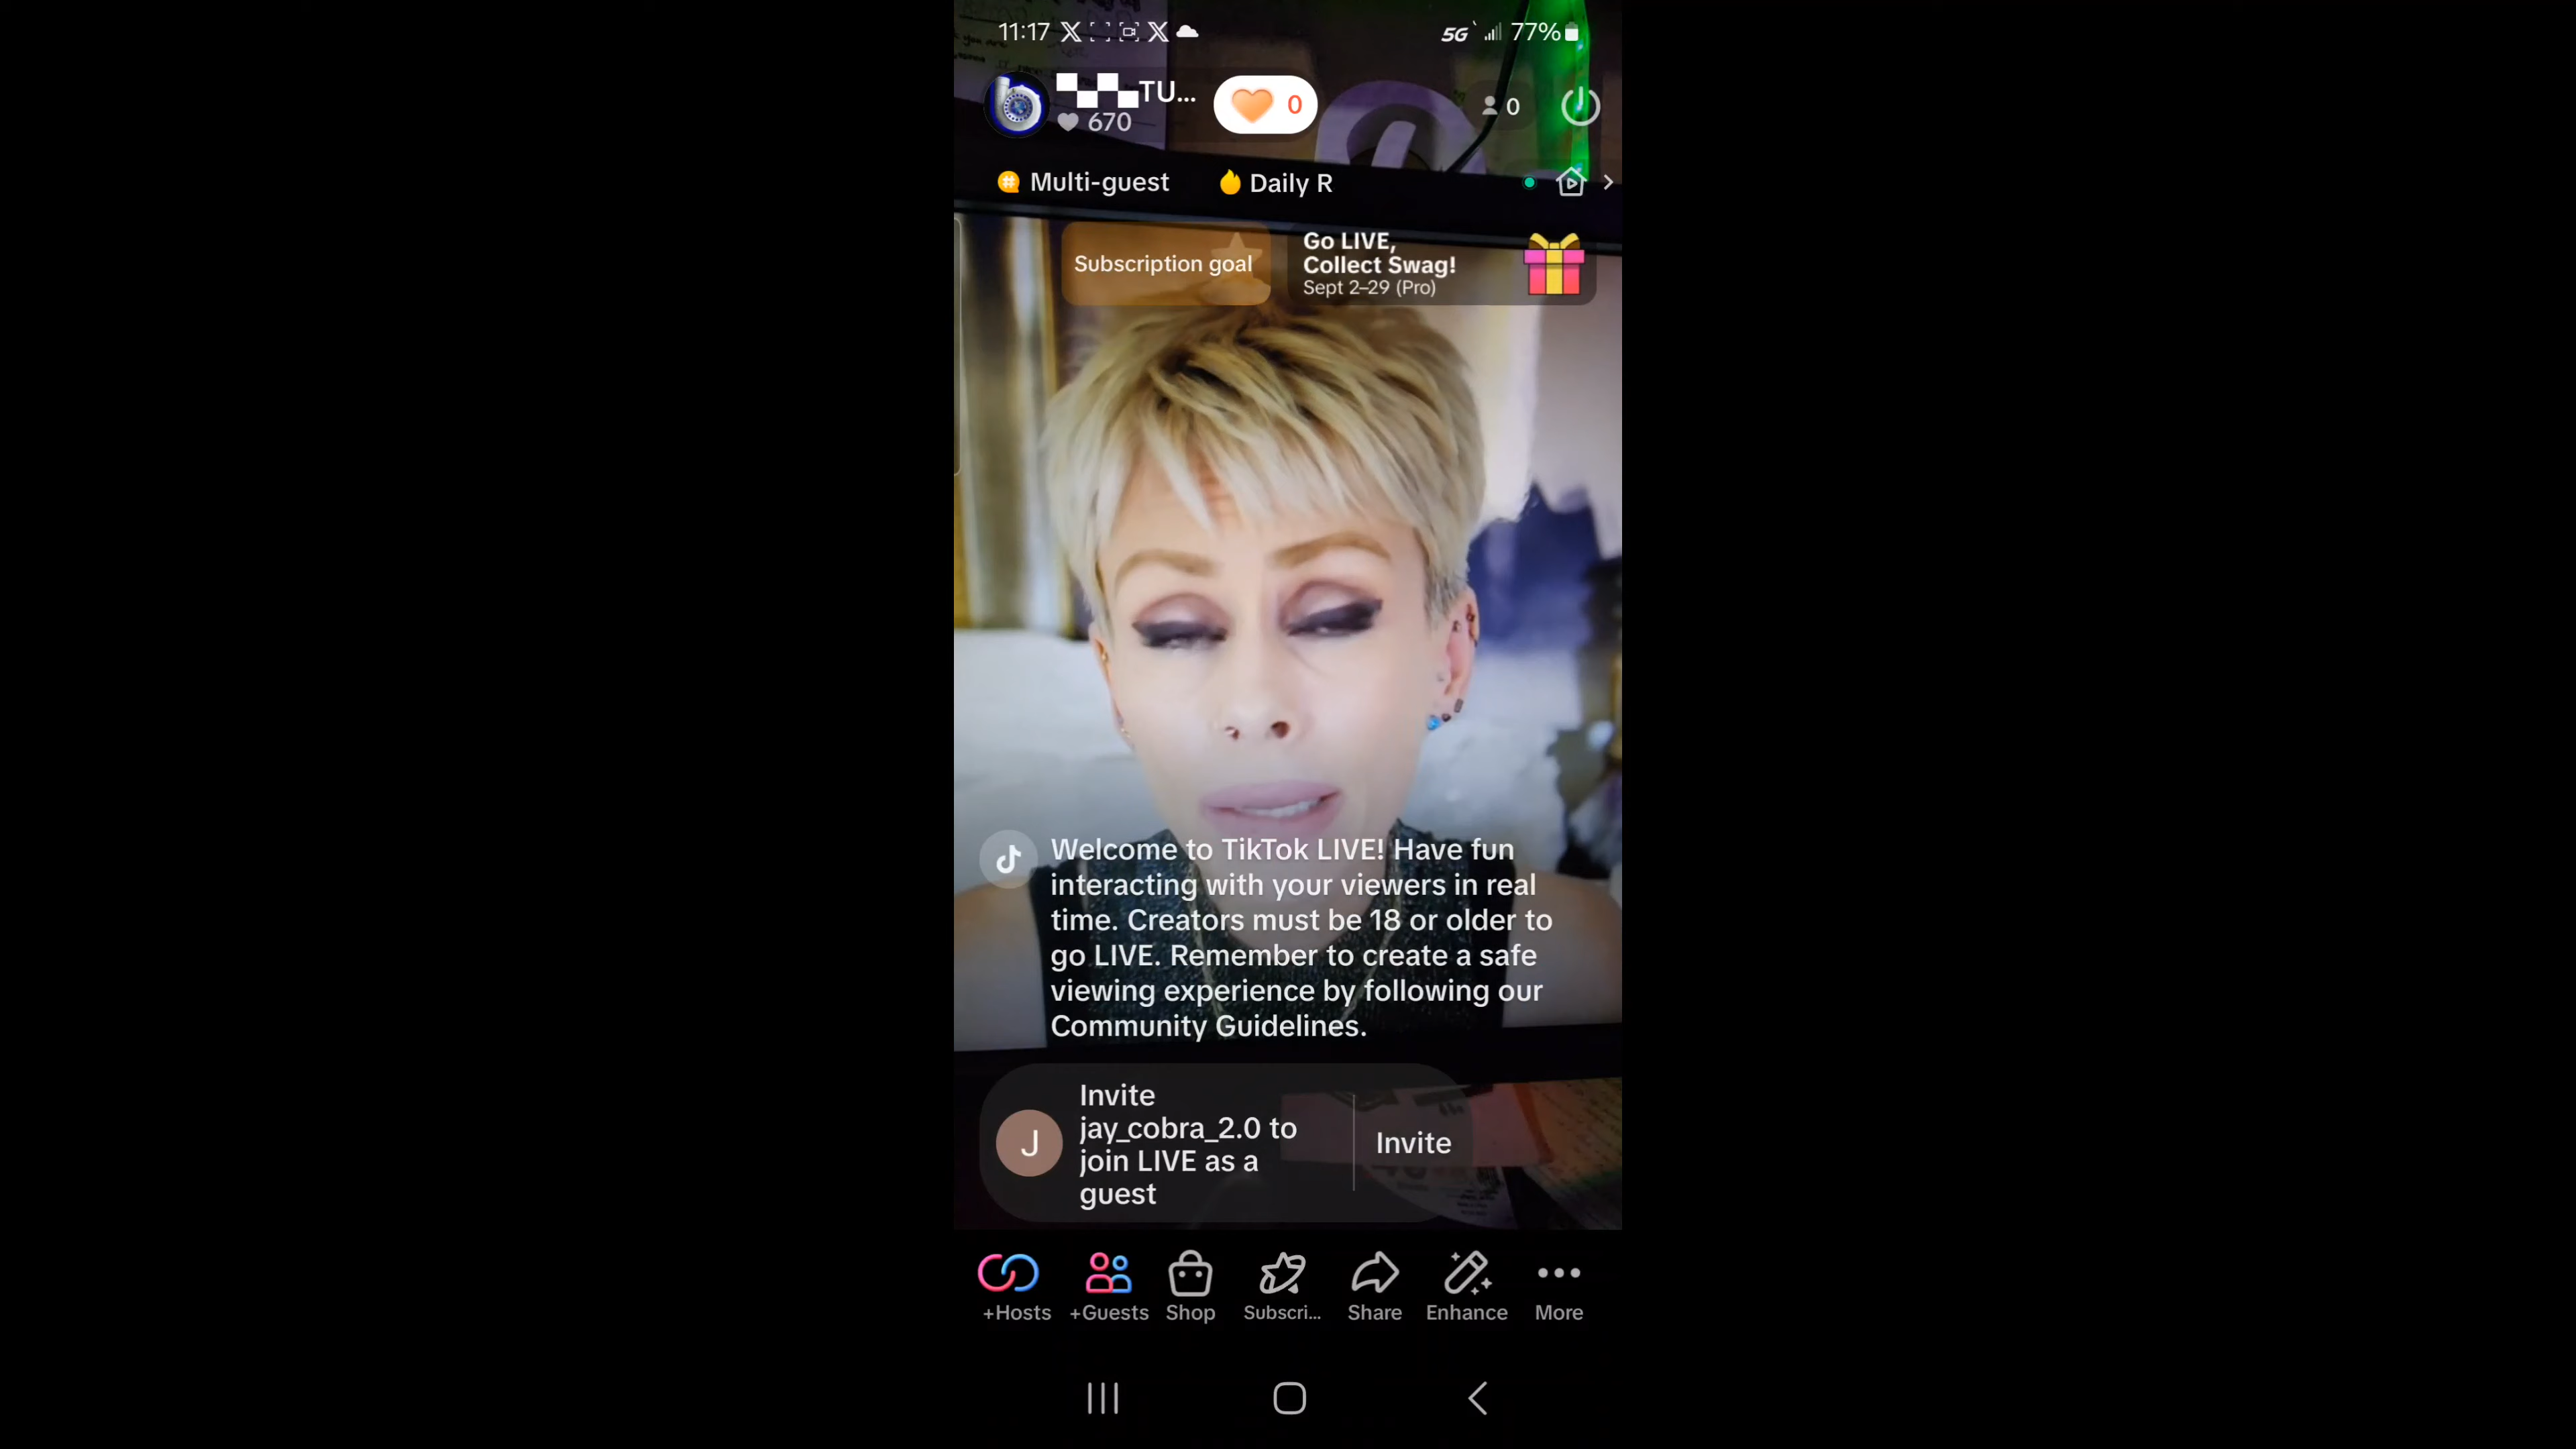 11:17
5G 77%
TU...
670
0
0
Multi-guest
Daily R
Subscription goal
Go LIVE,
Collect Swag!
Sept 2–29 (Pro)
Welcome to TikTok LIVE! Have fun
interacting with your viewers in real
time. Creators must be 18 or older to
go LIVE. Remember to create a safe
viewing experience by following our
Community Guidelines.
J
Invite
jay_cobra_2.0 to
join LIVE as a
guest
Invite
+Hosts
+Guests
Shop
Subscri...
Share
Enhance
More